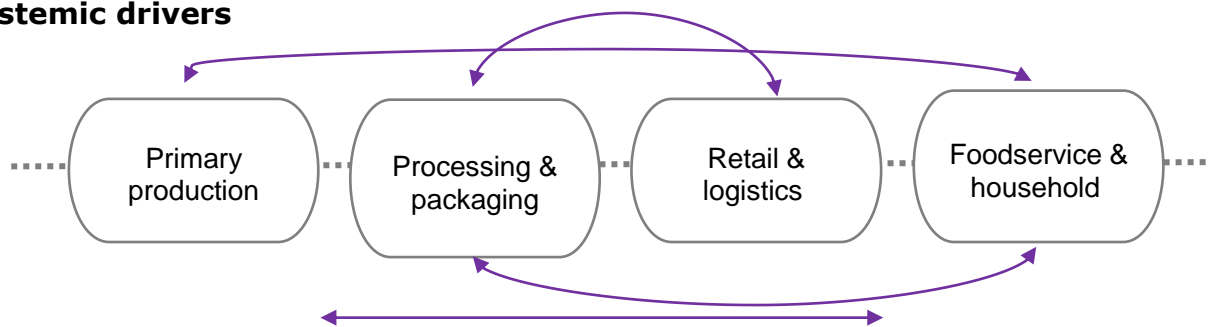 stemic drivers
Primary
production
Processing &
packaging
Retail &
logistics
Foodservice &
household